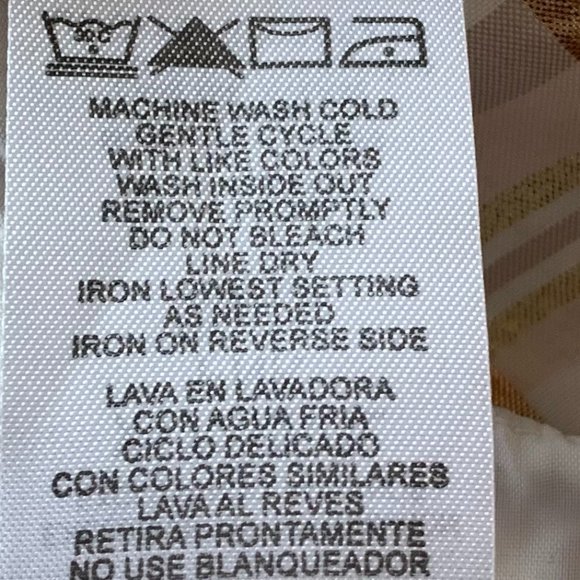 MACHINE WASH COLD
GENTLE CYCLE
WITH LIKE COLORS
WASH INSIDE OUT
REMOVE PROMPTLY
DO NOT BLEACH
LINE DRY
IRON LOWEST SETTING
AS NEEDED
IRON ON REVERSE SIDE
LAVA EN LAVADORA
CON AGUA FRIA
CICLO DELICADO
CON COLORES SIMILARES
LAVA AL REVES
RETIRA PRONTAMENTE
NO USE BLANQUEADOR